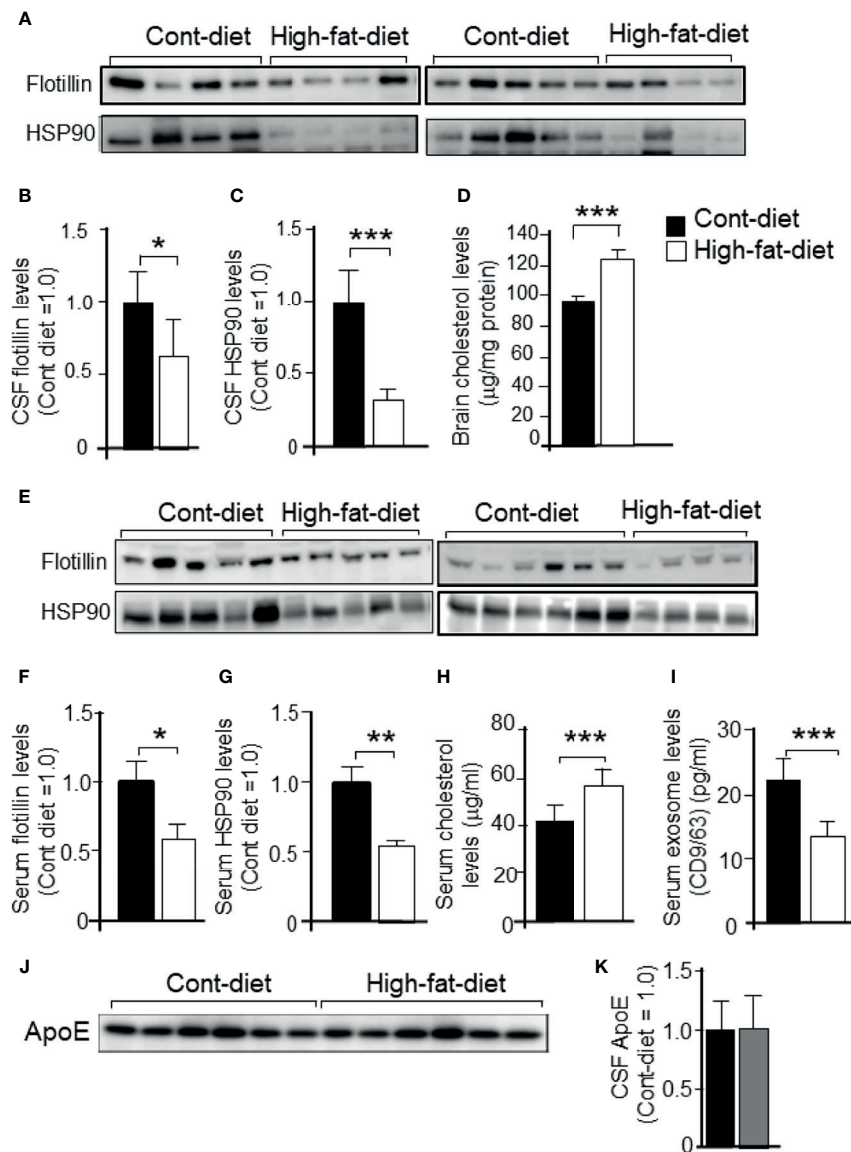 A
Cont-diet High-fat-diet Cont-diet High-fat-diet
Flotillin
HSP90
B
CSF flotillin levels
(Cont diet =1.0)
1.5
1.0
0.5
0
*
C
CSF HSP90 levels
(Cont diet =1.0)
1.5
1.0
0.5
0
***
D
Brain cholesterol levels
(µg/mg protein)
140
120
100
80
60
40
120
0
***
Cont-diet
High-fat-diet
E
Cont-diet High-fat-diet Cont-diet High-fat-diet
Flotillin
HSP90
F
Serum flotillin levels
(Cont diet =1.0)
1.5
1.0
0.5
0
*
G
Serum HSP90 levels
(Cont diet =1.0)
1.5
1.0
0.5
0
**
H
Serum cholesterol
levels (µg/ml)
80
60
40
20
0
***
I
Serum exosome levels
(CD9/63) (pg/ml)
30
20
10
0
***
J
Cont-diet High-fat-diet
ApoE
K
CSF ApoE
(Cont-diet = 1.0)
1.5
1.0
0.5
0